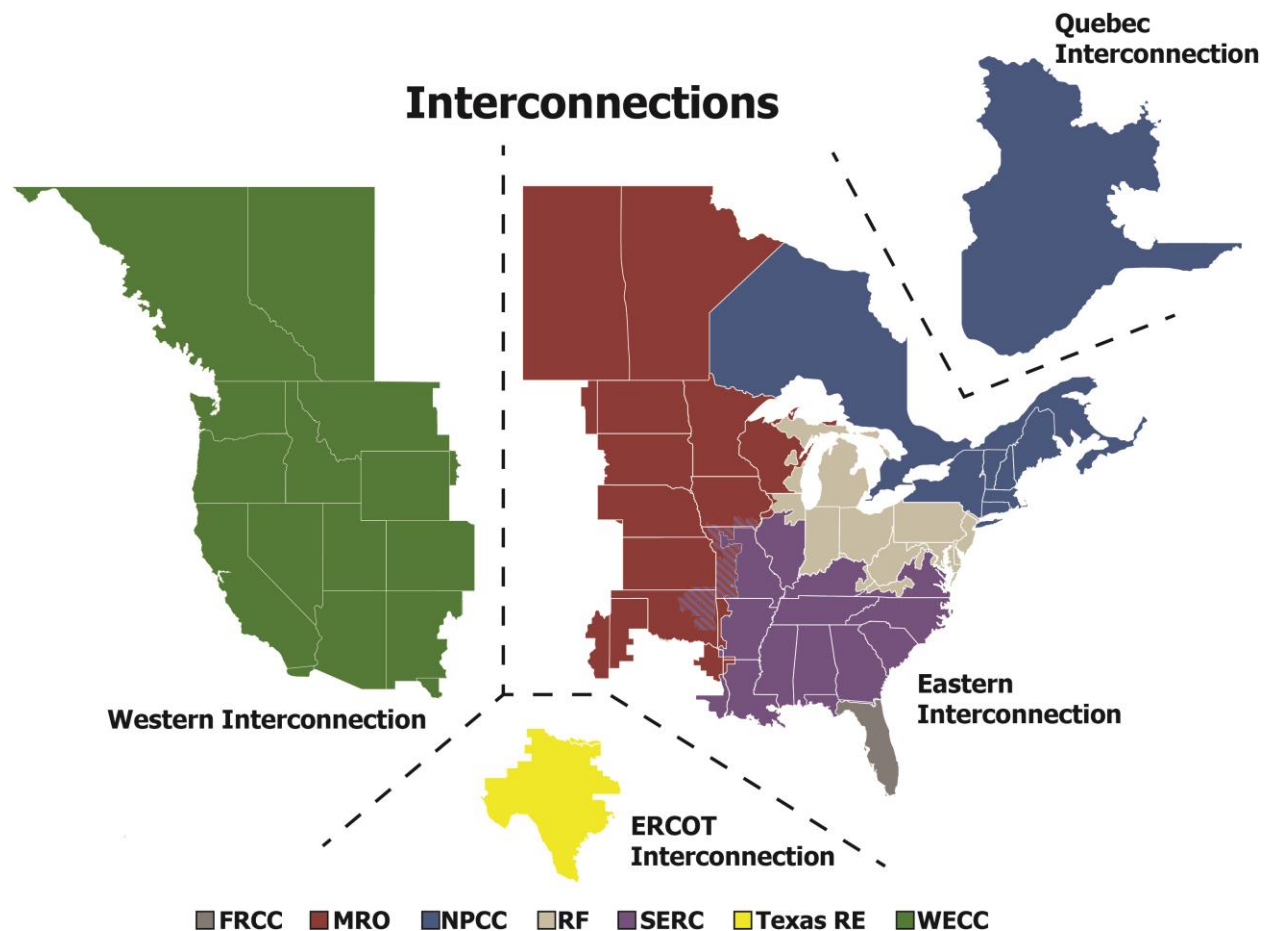 Quebec
Interconnection
Interconnections
Western Interconnection
Eastern
Interconnection
ERCOT
Interconnection
FRCC MRO NPCC RF SERC Texas RE WECC